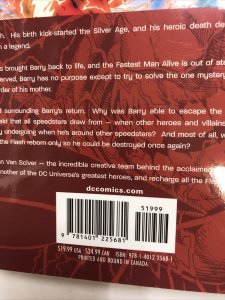 h. His birth kick-started the Silver Age, and his heroic death de
n a legend.
s brought Barry back to life, and the Fastest Man Alive is out of ste
erved, Barry has no purpose except to try to solve the one mystery
rder of his mother.
l surrounding Barry's return. Why was Barry able to escape the
eld that all speedsters draw from — when other heroes and villains
y undergoing when he's around other speedsters? And most of all, w
the Flash reborn only so he could be destroyed once again?
n Van Sciver — the incredible creative team behind the acclaimed
nother of the DC Universe's greatest heroes, and recharge all the Fl
dccomics.com
51999
9 781401 225681
$19.99 USA $24.99 CAN ISBN: 978-1-4012-2568-1
PRINTED AND BOUND IN CANADA